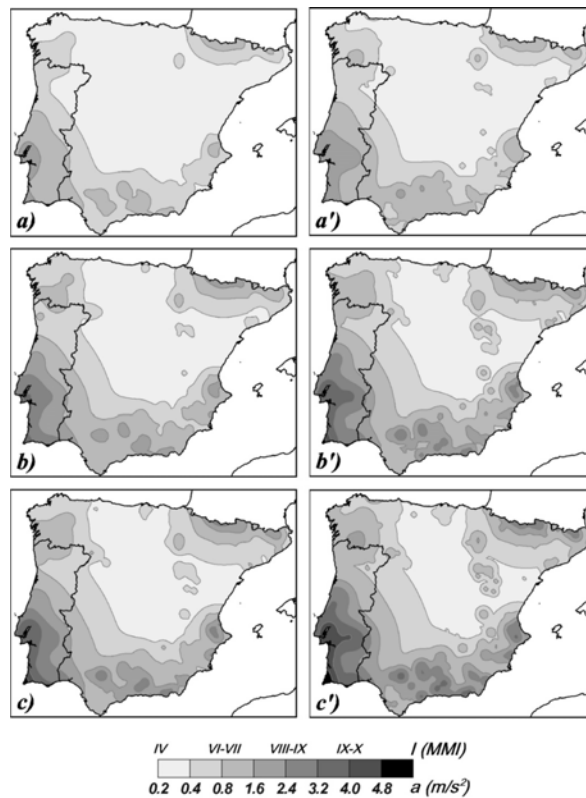 a) a')
b) b')
c) c')
IV VI-VII VIII-IX IX-X I (MMI)
0.2 0.4 0.8 1.6 2.4 3.2 4.0 4.8 a (m/s²)